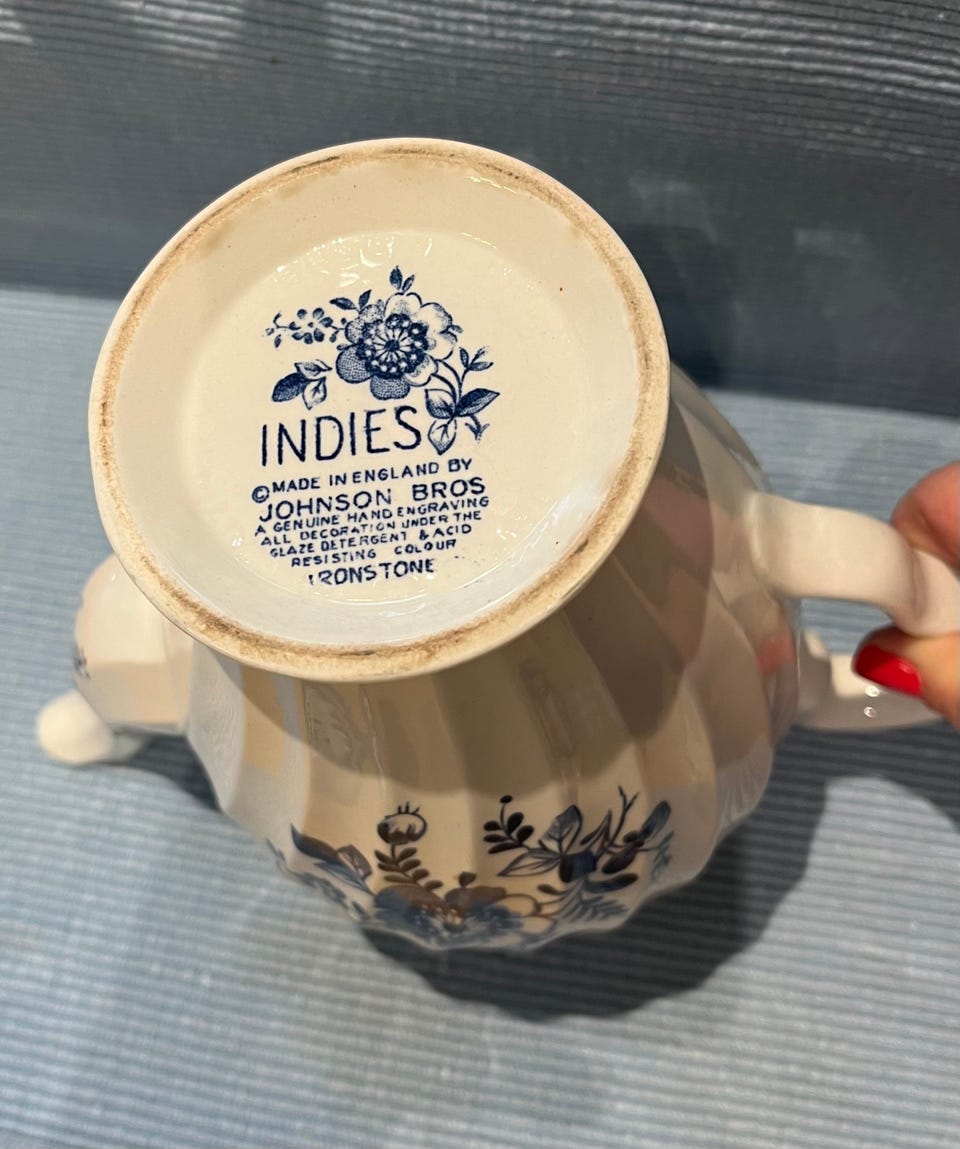 INDIES
©MADE IN ENGLAND BY
JOHNSON BROS
A GENUINE HAND ENGRAVING
ALL DECORATION UNDER THE
GLAZE DETERGENT & ACID
RESISTING COLOUR
IRONSTONE